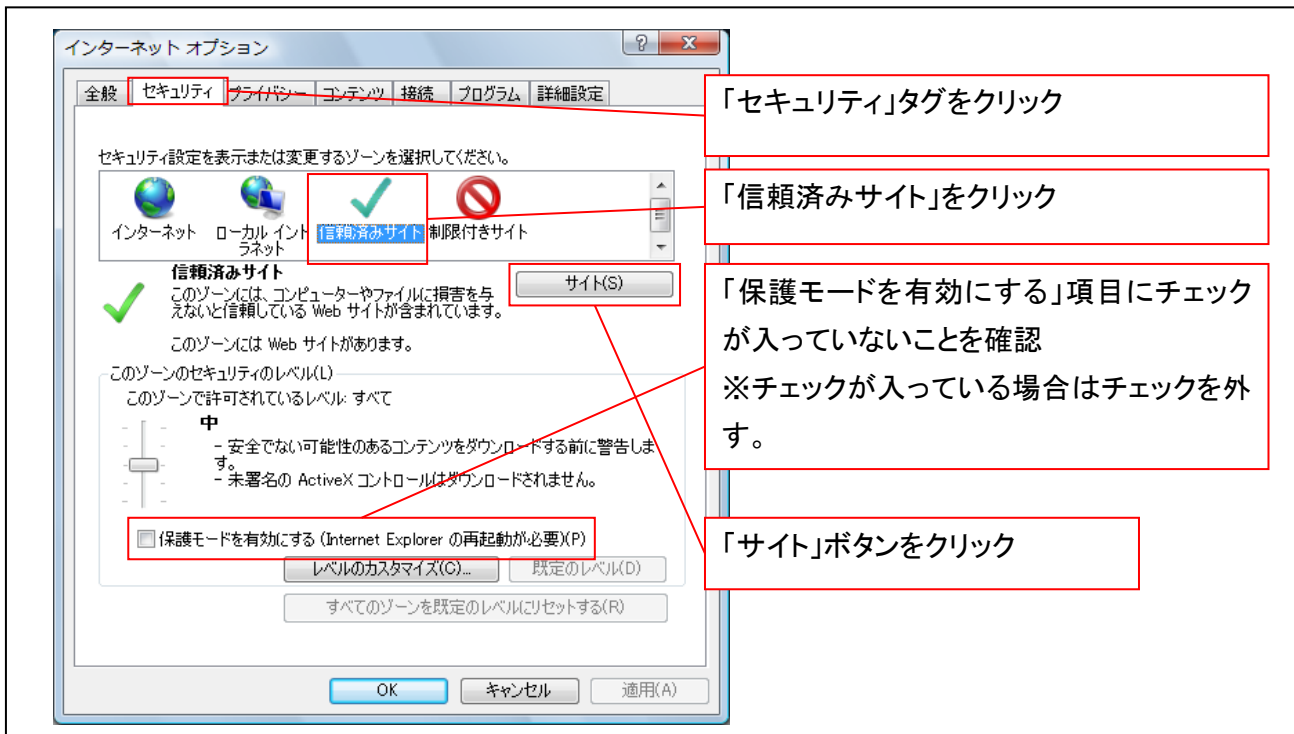 インターネット オプション
全般 セキュリティ プライバシー コンテンツ 接続 プログラム 詳細設定
セキュリティ設定を表示または変更するゾーンを選択してください。
インターネット
ローカル イント
ラネット
信頼済みサイト
制限付きサイト
信頼済みサイト
このゾーンには、コンピューターやファイルに損害を与
えないと信頼している Web サイトが含まれています。
このゾーンには Web サイトがあります。
サイト(S)
このゾーンのセキュリティのレベル(L)
このゾーンで許可されているレベル: すべて
中
- 安全でない可能性のあるコンテンツをダウンロードする前に警告しま
す。
- 未署名の ActiveX コントロールはダウンロードされません。
保護モードを有効にする (Internet Explorer の再起動が必要)(P)
レベルのカスタマイズ(C)... 既定のレベル(D)
すべてのゾーンを既定のレベルにリセットする(R)
OK キャンセル 適用(A)
「セキュリティ」タグをクリック
「信頼済みサイト」をクリック
「保護モードを有効にする」項目にチェック
が入っていないことを確認
※チェックが入っている場合はチェックを外
す。
「サイト」ボタンをクリック